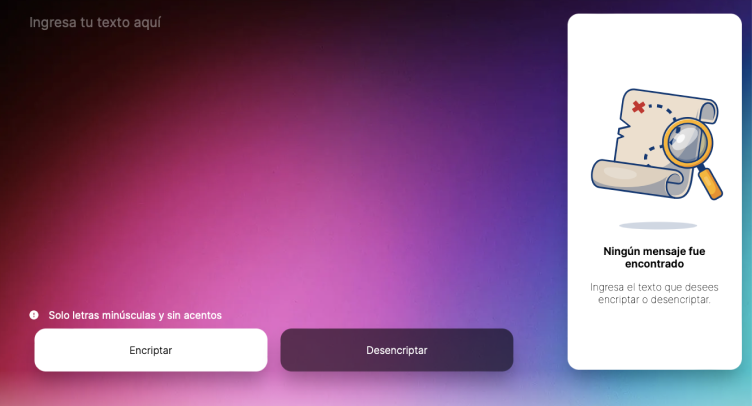 Ingresa tu texto aquí
Solo letras minúsculas y sin acentos
Encriptar
Desencriptar
Ningún mensaje fue
encontrado
Ingresa el texto que desees
encriptar o desencriptar.